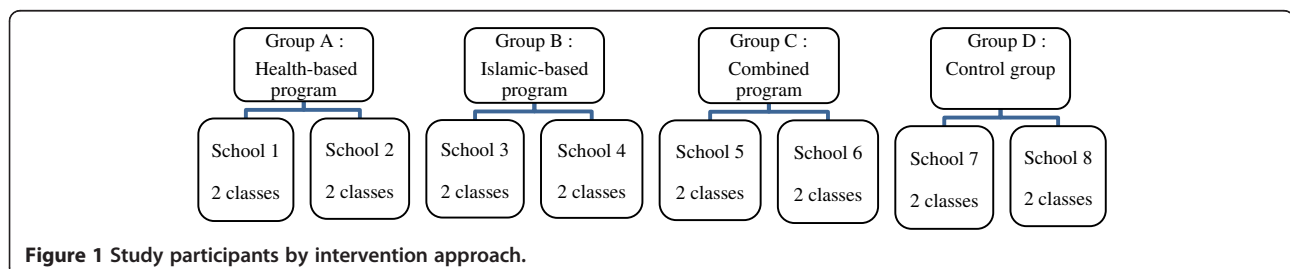 Group A :
Health-based
program
Group B :
Islamic-based
program
Group C :
Combined
program
Group D :
Control group
School 1
2 classes
School 2
2 classes
School 3
2 classes
School 4
2 classes
School 5
2 classes
School 6
2 classes
School 7
2 classes
School 8
2 classes
Figure 1 Study participants by intervention approach.